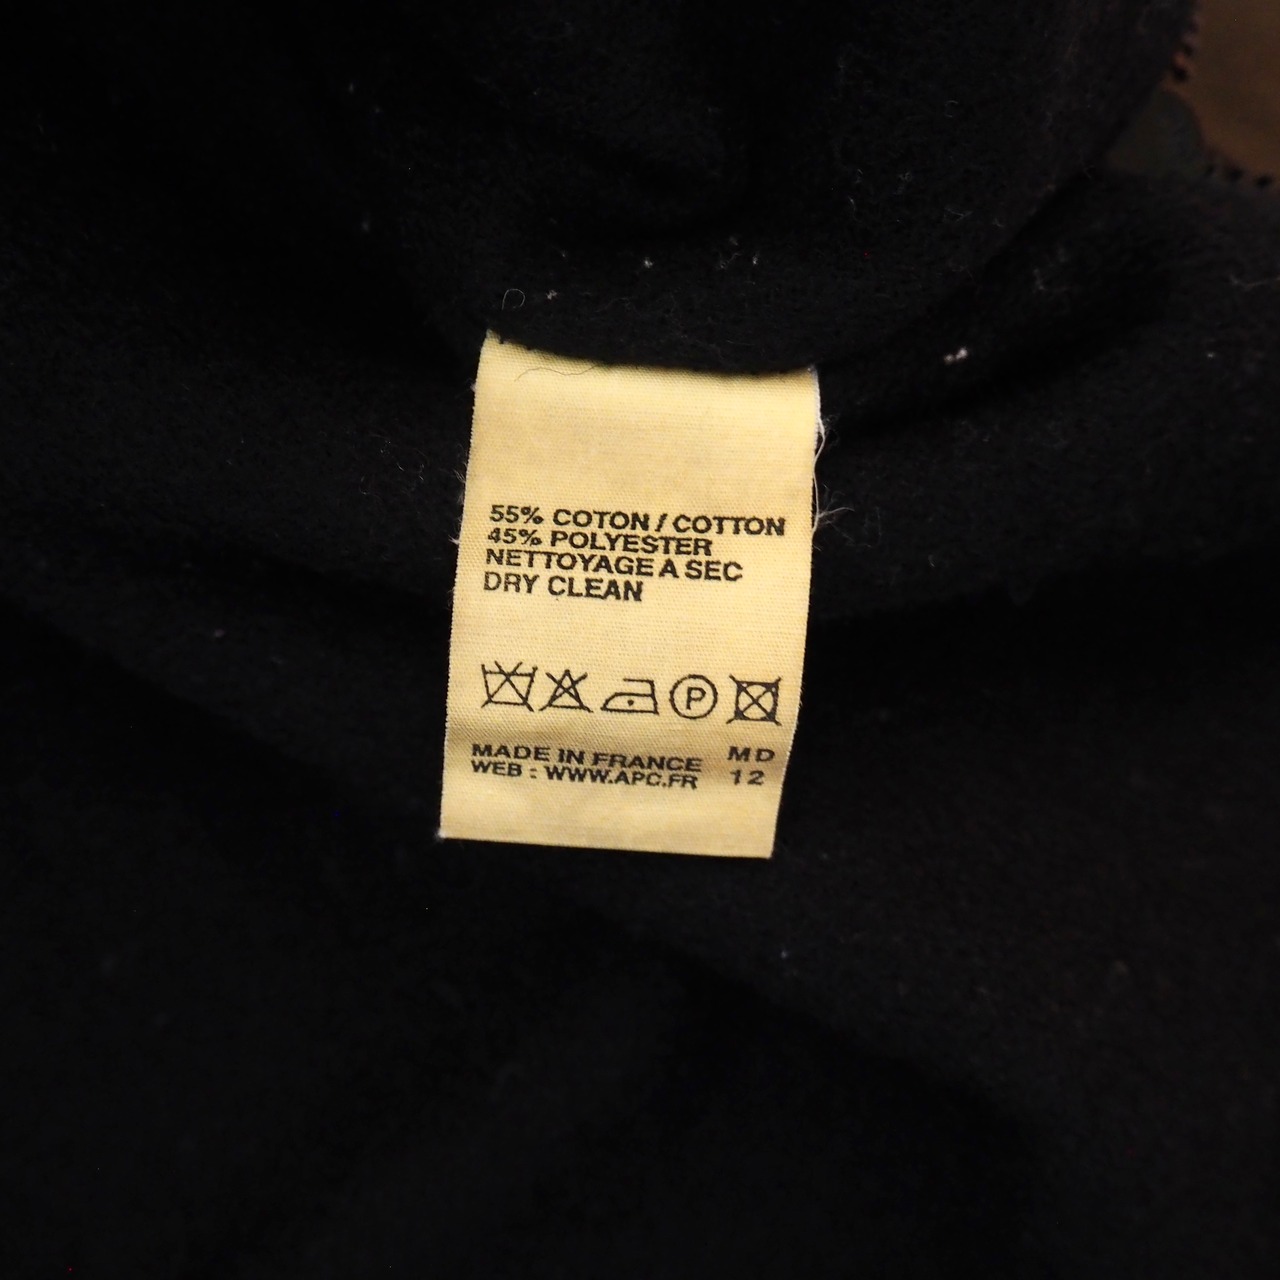 55% COTON / COTTON
45% POLYESTER
NETTOYAGE A SEC
DRY CLEAN
P
MADE IN FRANCE MD
WEB : WWW.APC.FR 12